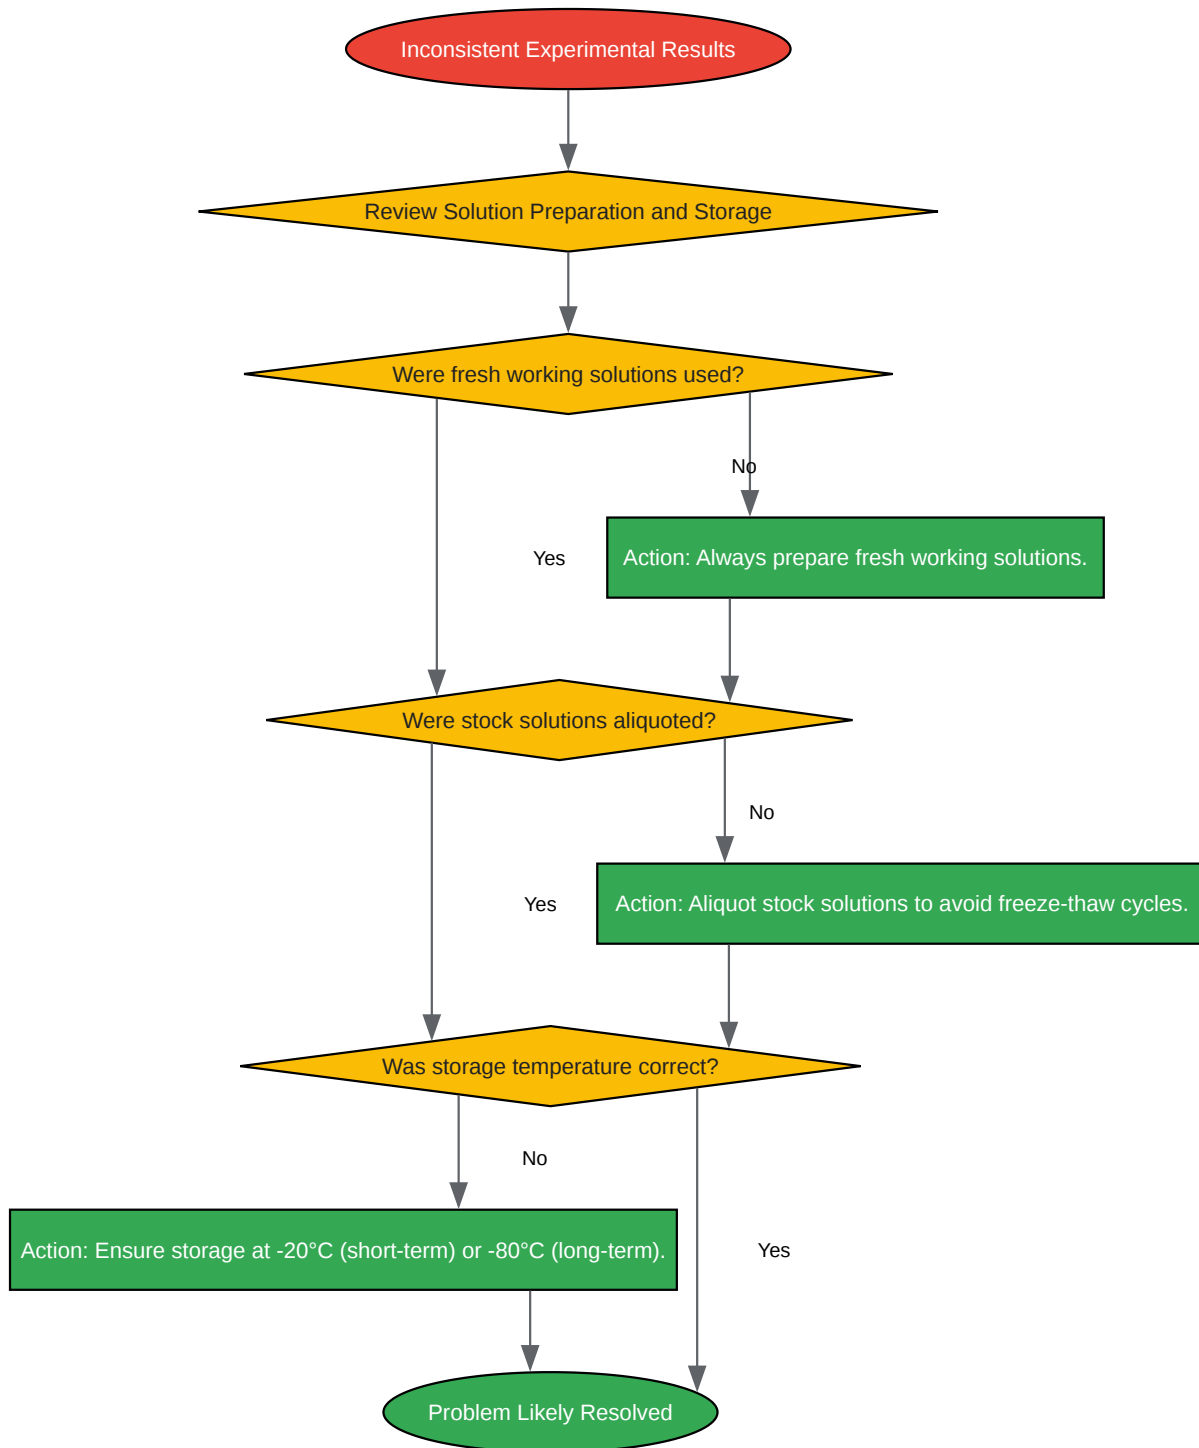 Inconsistent Experimental Results
Review Solution Preparation and Storage
Were fresh working solutions used?
No
Yes
Action: Always prepare fresh working solutions.
Were stock solutions aliquoted?
No
Yes
Action: Aliquot stock solutions to avoid freeze-thaw cycles.
Was storage temperature correct?
No
Action: Ensure storage at -20°C (short-term) or -80°C (long-term).
Yes
Problem Likely Resolved